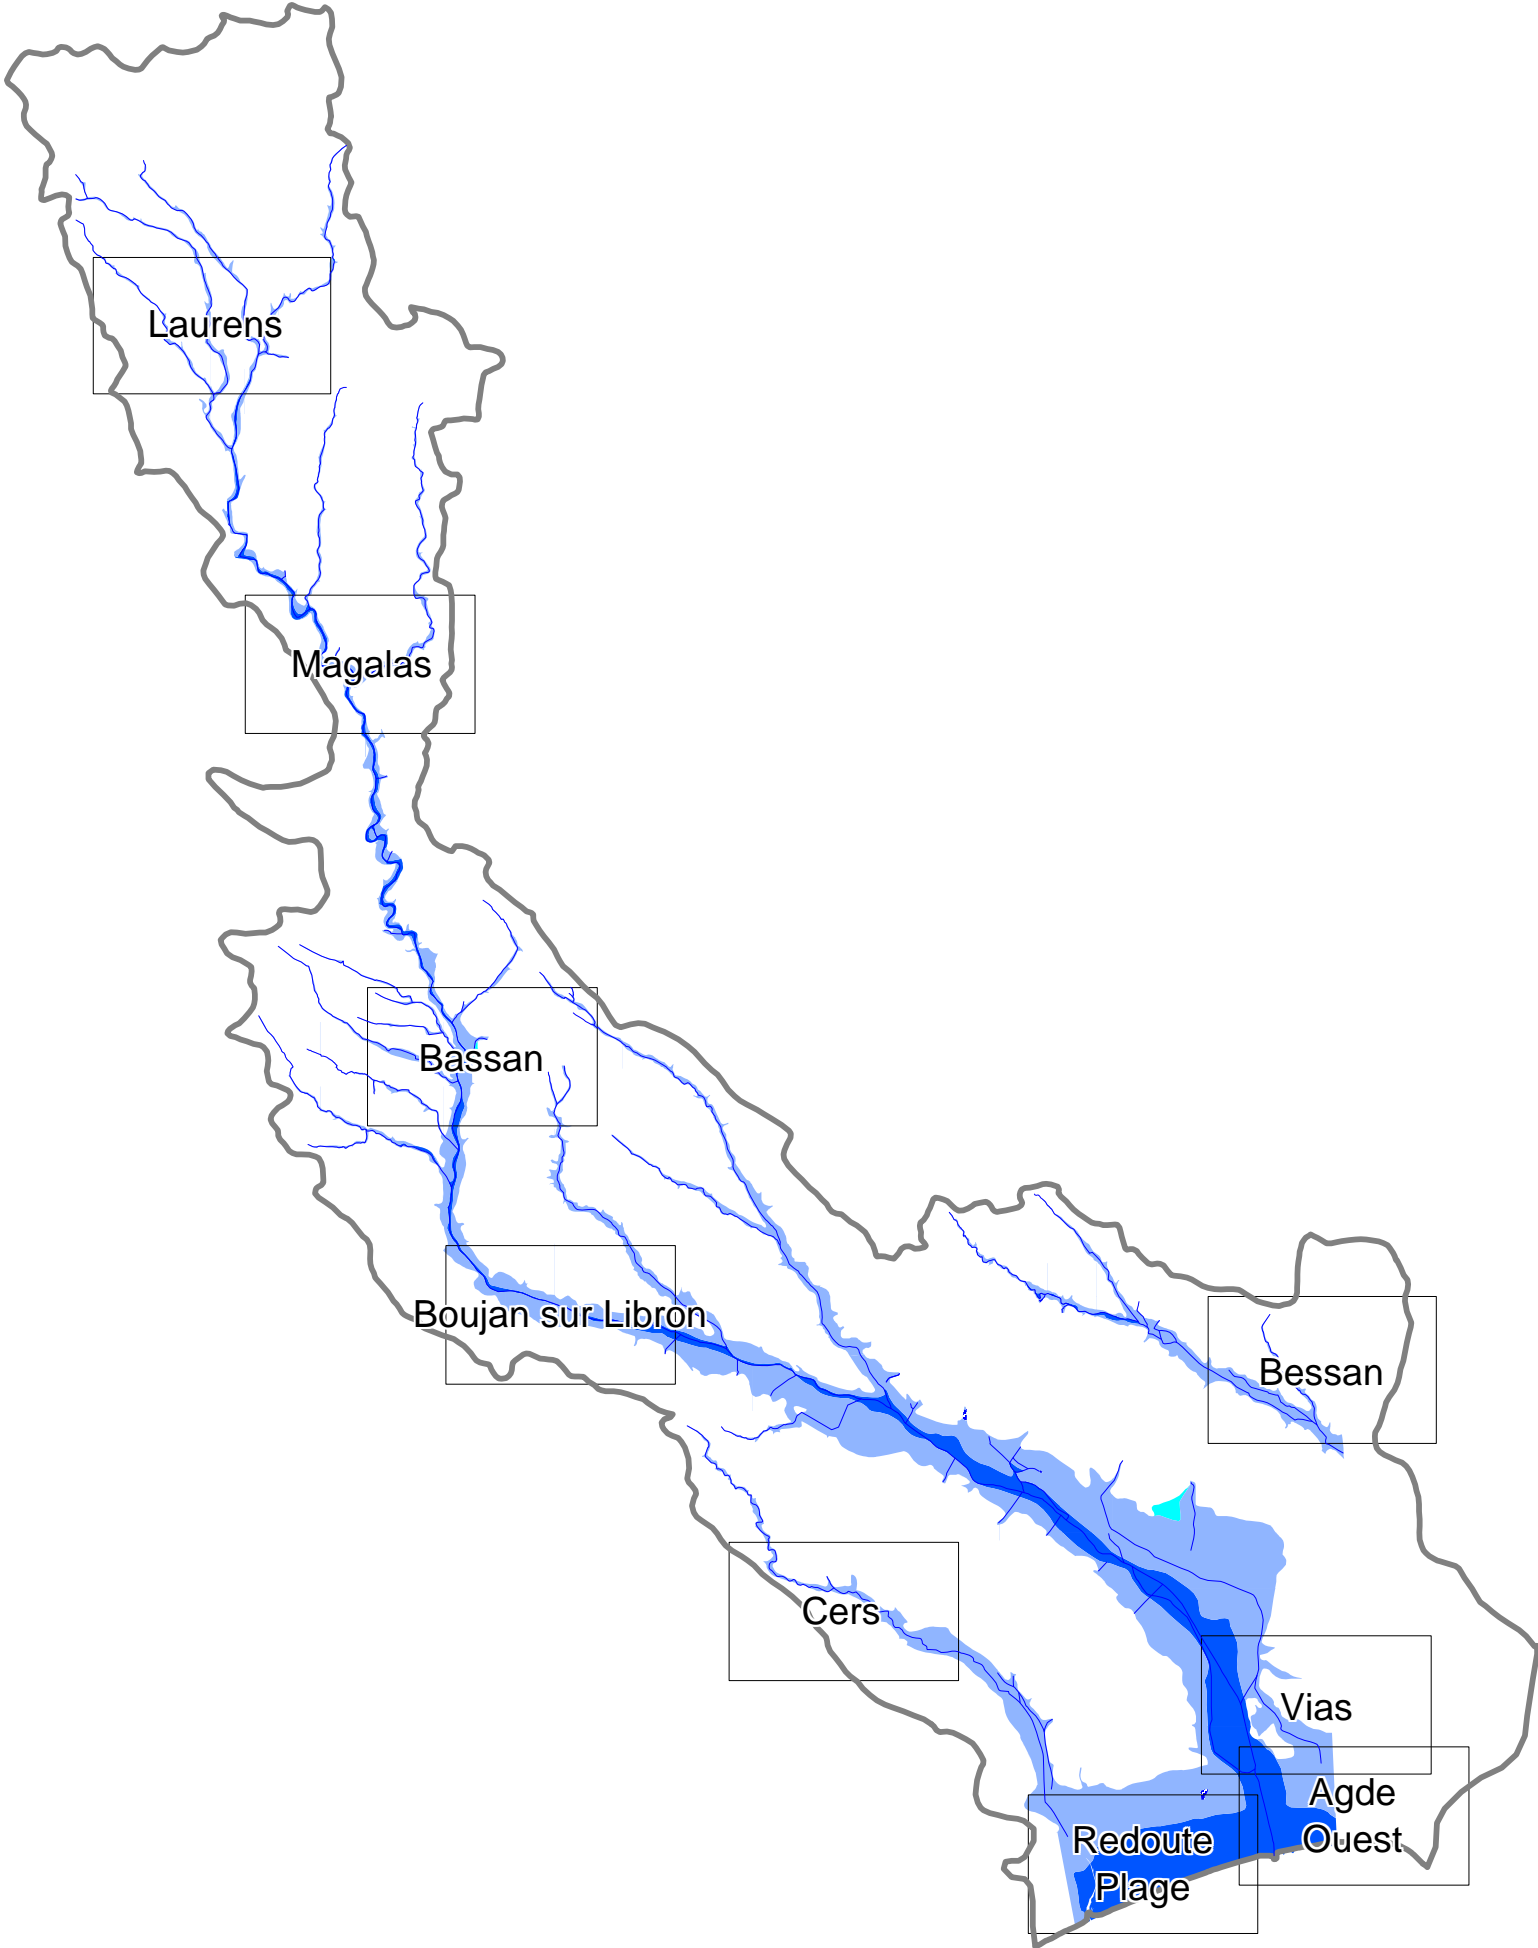 Laurens
Magalas
Bassan
Boujan sur Libron
Bessan
Cers
Vias
Agde
Ouest
Redoute
Plage